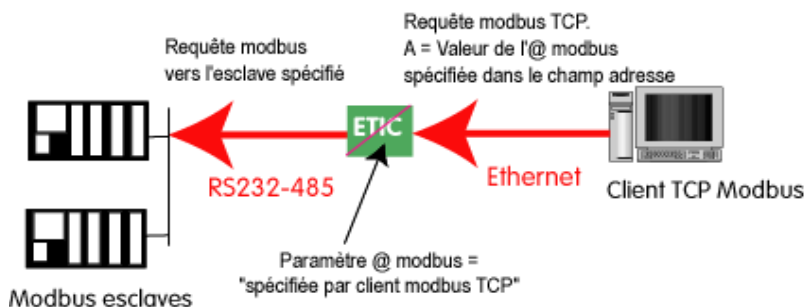 Requête modbus TCP.
A = Valeur de l'@ modbus
spécifiée dans le champ adresse
Requête modbus
vers l'esclave spécifié
ETIC
RS232-485
Ethernet
Client TCP Modbus
Paramètre @ modbus =
"spécifiée par client modbus TCP"
Modbus esclaves